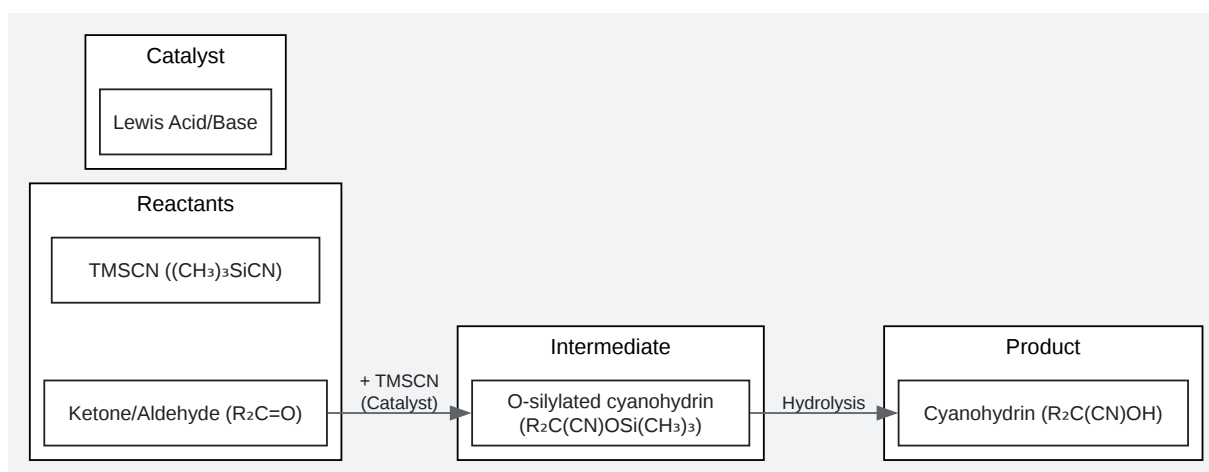 Catalyst
Lewis Acid/Base
Reactants
TMSCN ((CH₃)₃SiCN)
Ketone/Aldehyde (R₂C=O)
+ TMSCN
(Catalyst)
Intermediate
O-silylated cyanohydrin
(R₂C(CN)OSi(CH₃)₃)
Hydrolysis
Product
Cyanohydrin (R₂C(CN)OH)